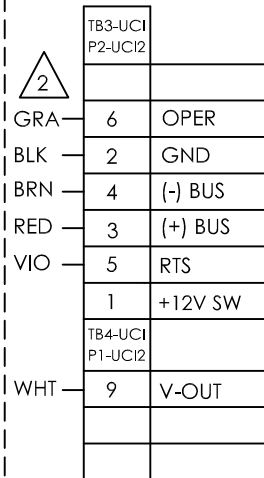 TB3-UCI
P2-UCI2
2
GRA 6 OPER
BLK 2 GND
BRN 4 (-) BUS
RED 3 (+) BUS
VIO 5 RTS
1 +12V SW
TB4-UCI
P1-UCI2
WHT 9 V-OUT